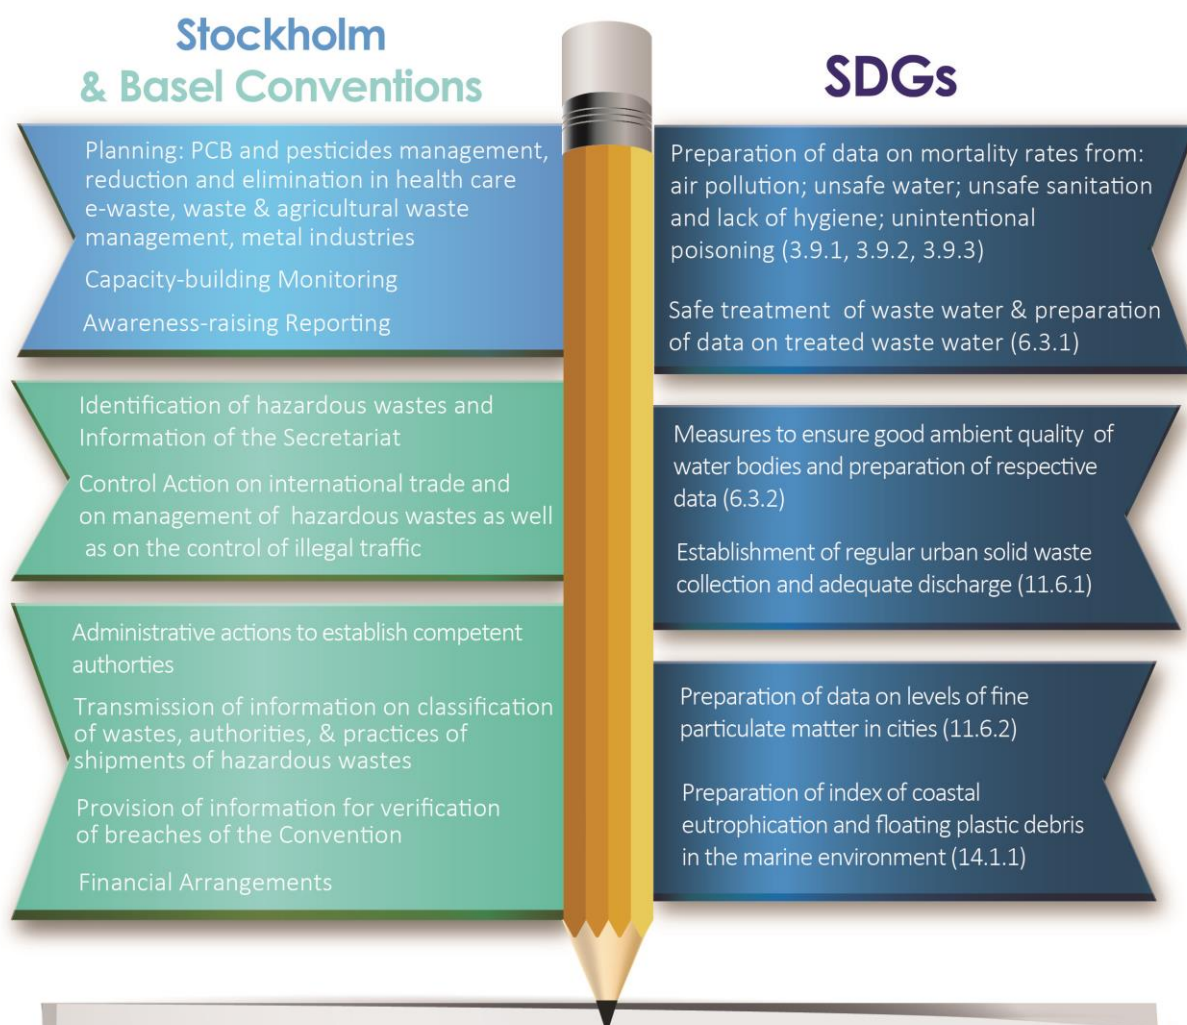 Stockholm
& Basel Conventions
Planning: PCB and pesticides management,
reduction and elimination in health care
e-waste, waste & agricultural waste
management, metal industries
Capacity-building Monitoring
Awareness-raising Reporting
Identification of hazardous wastes and
Information of the Secretariat
Control Action on international trade and
on management of hazardous wastes as well
as on the control of illegal traffic
Administrative actions to establish competent
authorties
Transmission of information on classification
of wastes, authorities, & practices of
shipments of hazardous wastes
Provision of information for verification
of breaches of the Convention
Financial Arrangements
SDGs
Preparation of data on mortality rates from:
air pollution; unsafe water; unsafe sanitation
and lack of hygiene; unintentional
poisoning (3.9.1, 3.9.2, 3.9.3)
Safe treatment of waste water & preparation
of data on treated waste water (6.3.1)
Measures to ensure good ambient quality of
water bodies and preparation of respective
data (6.3.2)
Establishment of regular urban solid waste
collection and adequate discharge (11.6.1)
Preparation of data on levels of fine
particulate matter in cities (11.6.2)
Preparation of index of coastal
eutrophication and floating plastic debris
in the marine environment (14.1.1)